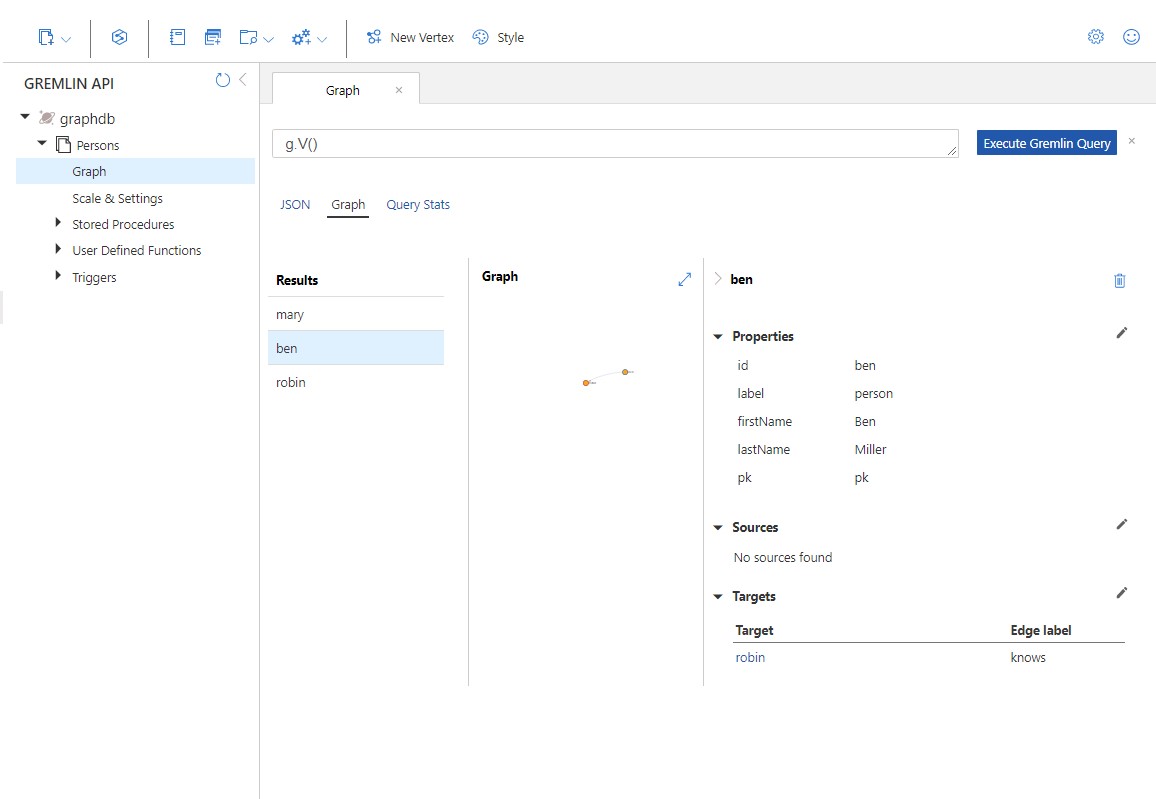 New Vertex Style
GREMLIN API
graphdb
Persons
Graph
Scale & Settings
Stored Procedures
User Defined Functions
Triggers
Graph
g.V()
Execute Gremlin Query
JSON Graph Query Stats
Results
mary
ben
robin
Graph
ben
Properties
id ben
label person
firstName Ben
lastName Miller
pk pk
Sources
No sources found
Targets
Target Edge label
robin knows